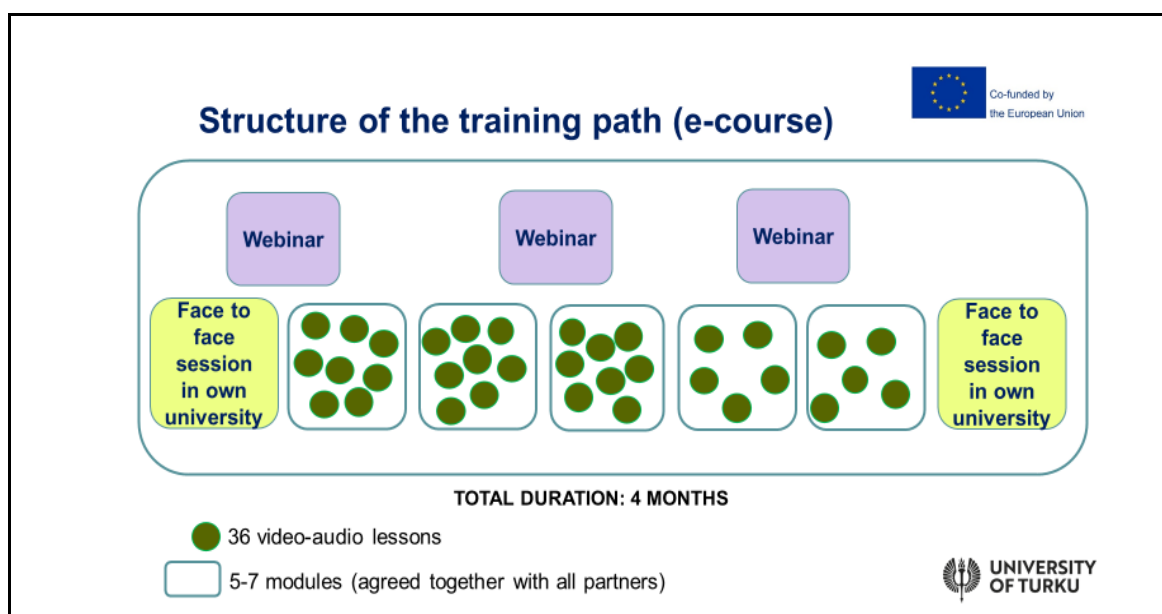 Co-funded by
the European Union
Structure of the training path (e-course)
Webinar
Webinar
Webinar
Face to
face
session
in own
university
Face to
face
session
in own
university
TOTAL DURATION: 4 MONTHS
36 video-audio lessons
5-7 modules (agreed together with all partners)
UNIVERSITY
OF TURKU